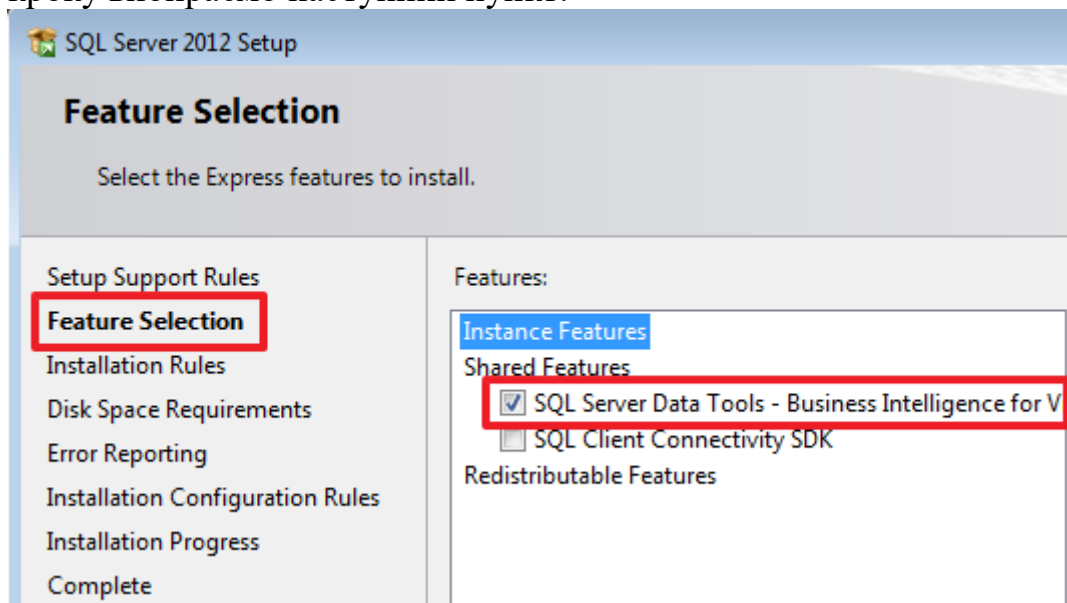 SQL Server 2012 Setup
Feature Selection
Select the Express features to install.
Setup Support Rules
Feature Selection
Installation Rules
Disk Space Requirements
Error Reporting
Installation Configuration Rules
Installation Progress
Complete
Features:
Instance Features
Shared Features
SQL Server Data Tools - Business Intelligence for V
SQL Client Connectivity SDK
Redistributable Features